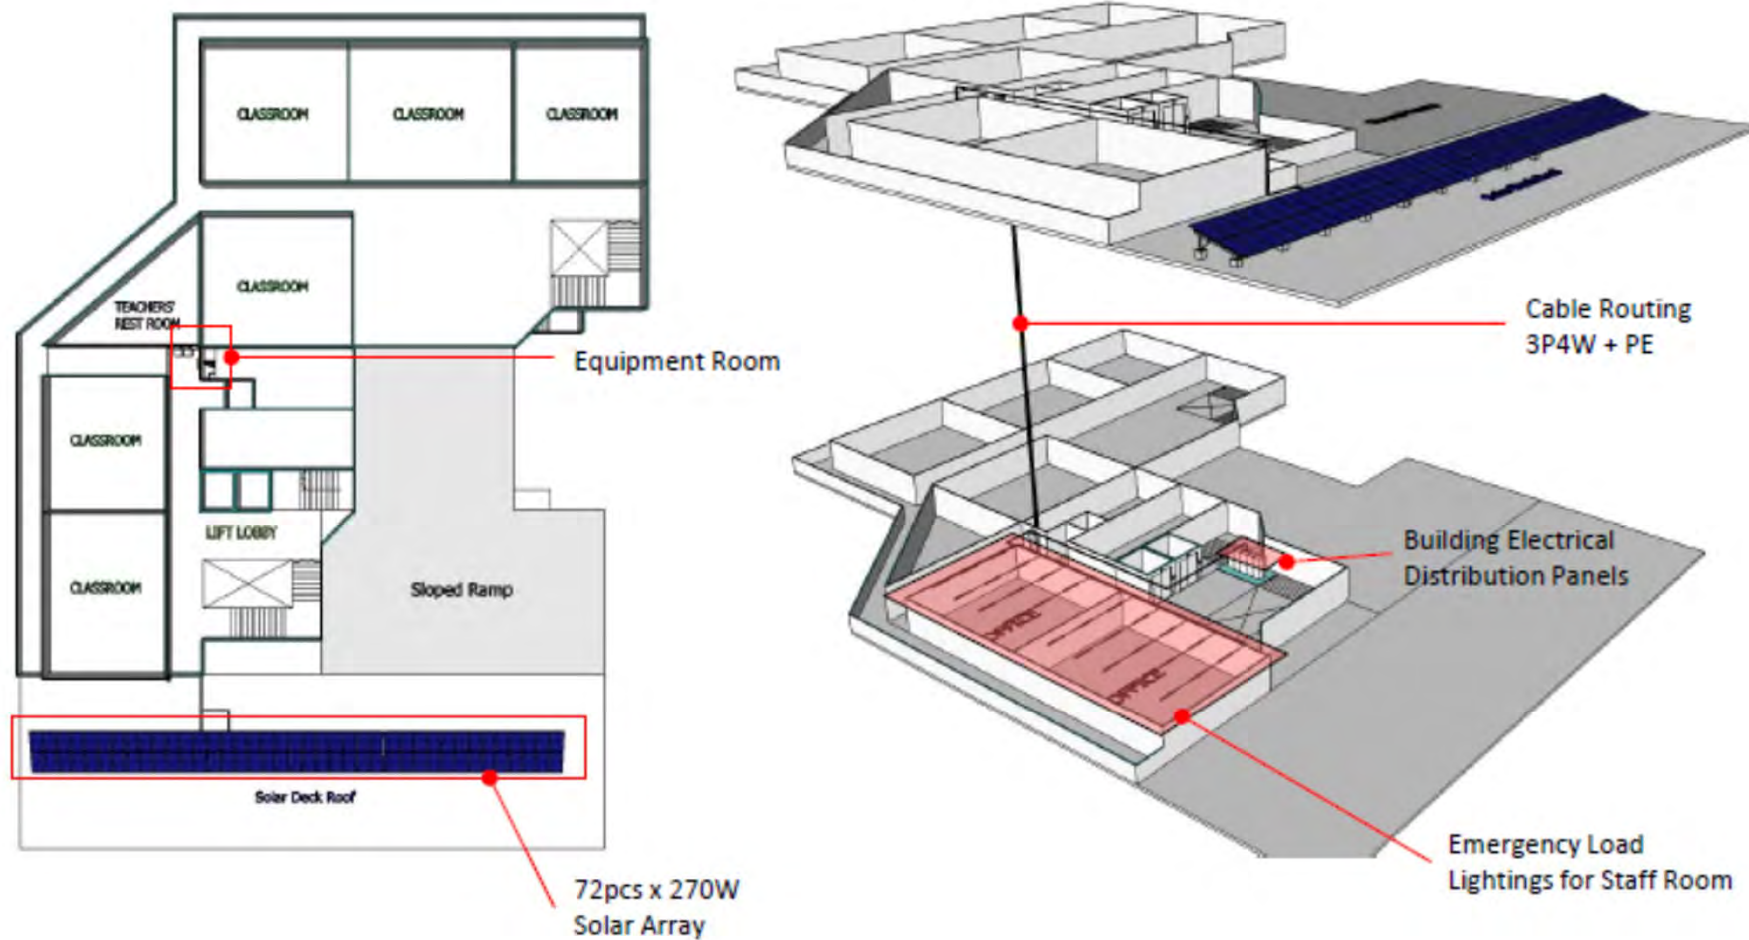 CLASSROOM
CLASSROOM
CLASSROOM
CLASSROOM
TEACHERS'
REST ROOM
Equipment Room
CLASSROOM
LIFT LOBBY
CLASSROOM
Sloped Ramp
Solar Deck Roof
72pcs x 270W
Solar Array
Cable Routing
3P4W + PE
Building Electrical
Distribution Panels
OFFICE
OFFICE
Emergency Load
Lightings for Staff Room